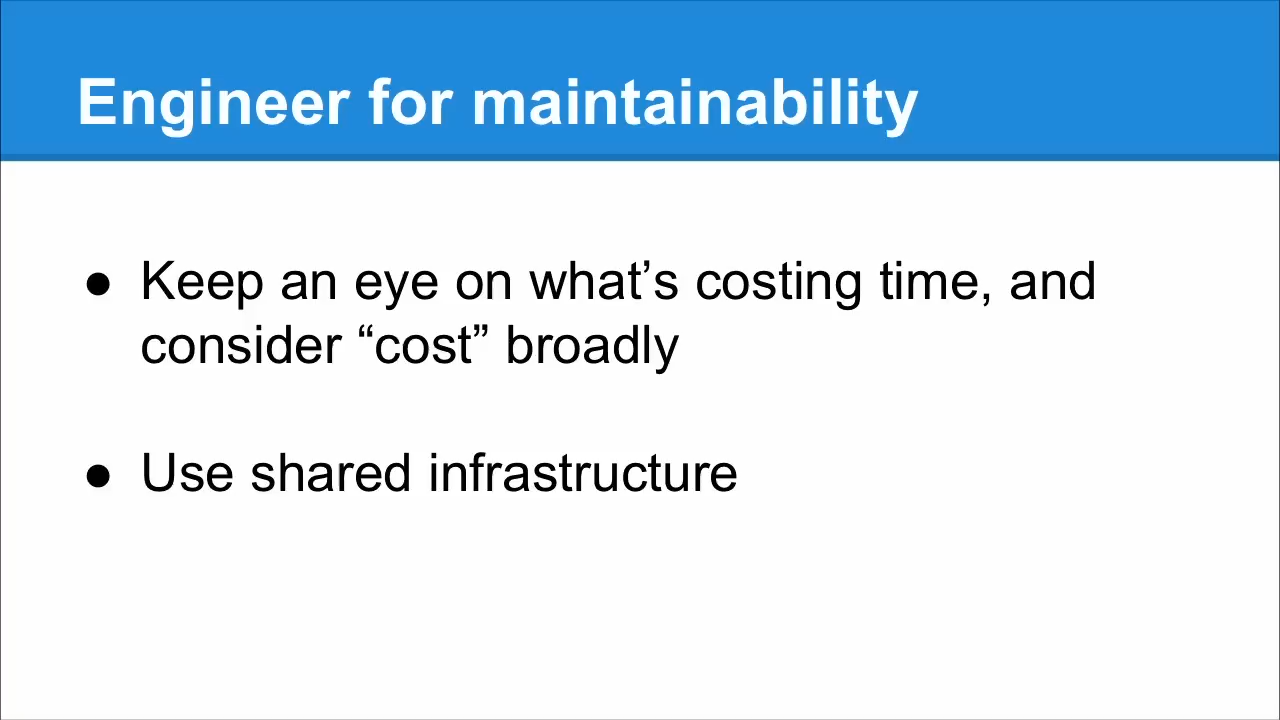 Engineer for maintainability
● Keep an eye on what’s costing time, and
consider “cost” broadly
● Use shared infrastructure